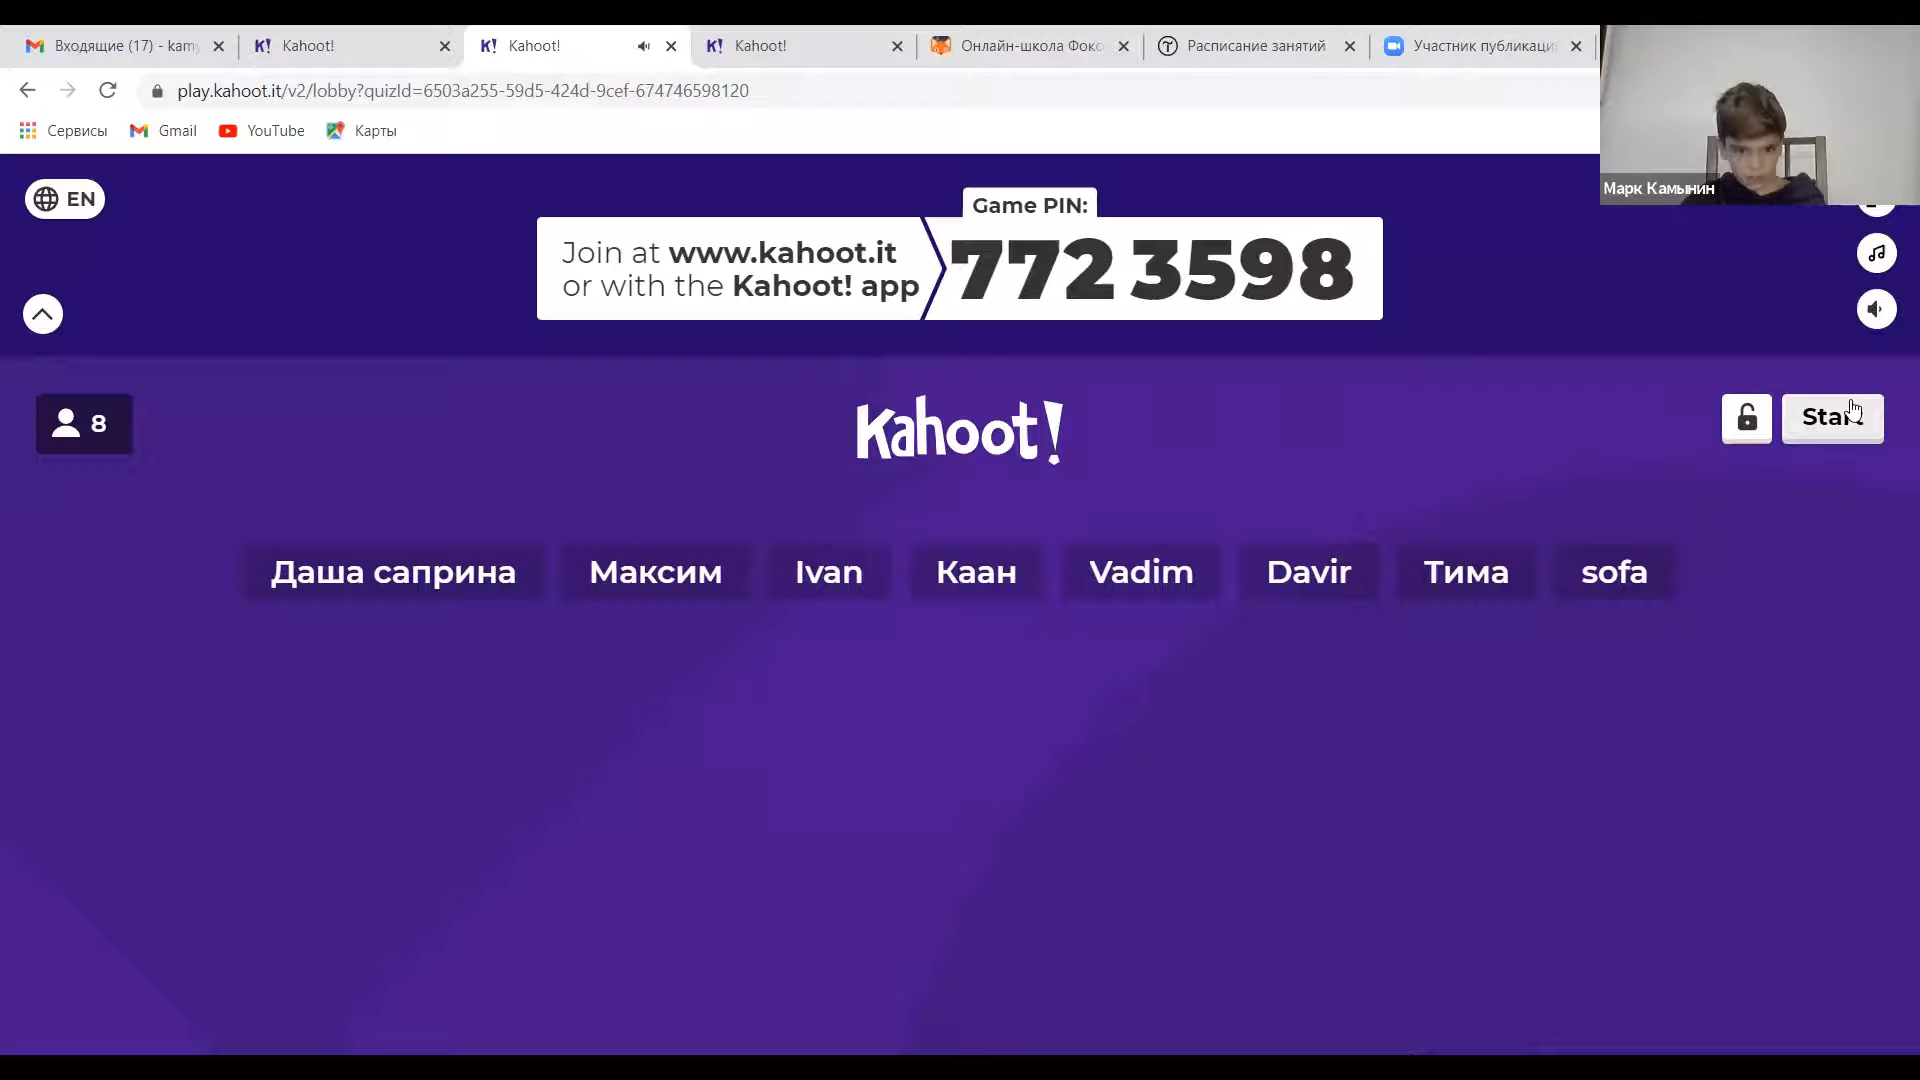 Входящие (17) - kamy
Kahoot!
Kahoot!
Kahoot!
Онлайн-школа Фокс
Расписание занятий
Участник публикаци
play.kahoot.it/v2/lobby?quizId=6503a255-59d5-424d-9cef-674746598120
Сервисы
Gmail
YouTube
Карты
Марк Камынин
EN
Game PIN:
Join at www.kahoot.it
or with the Kahoot! app
772 3598
8
Kahoot!
Start
Даша саприна
Максим
Ivan
Каан
Vadim
Davir
Тима
sofa